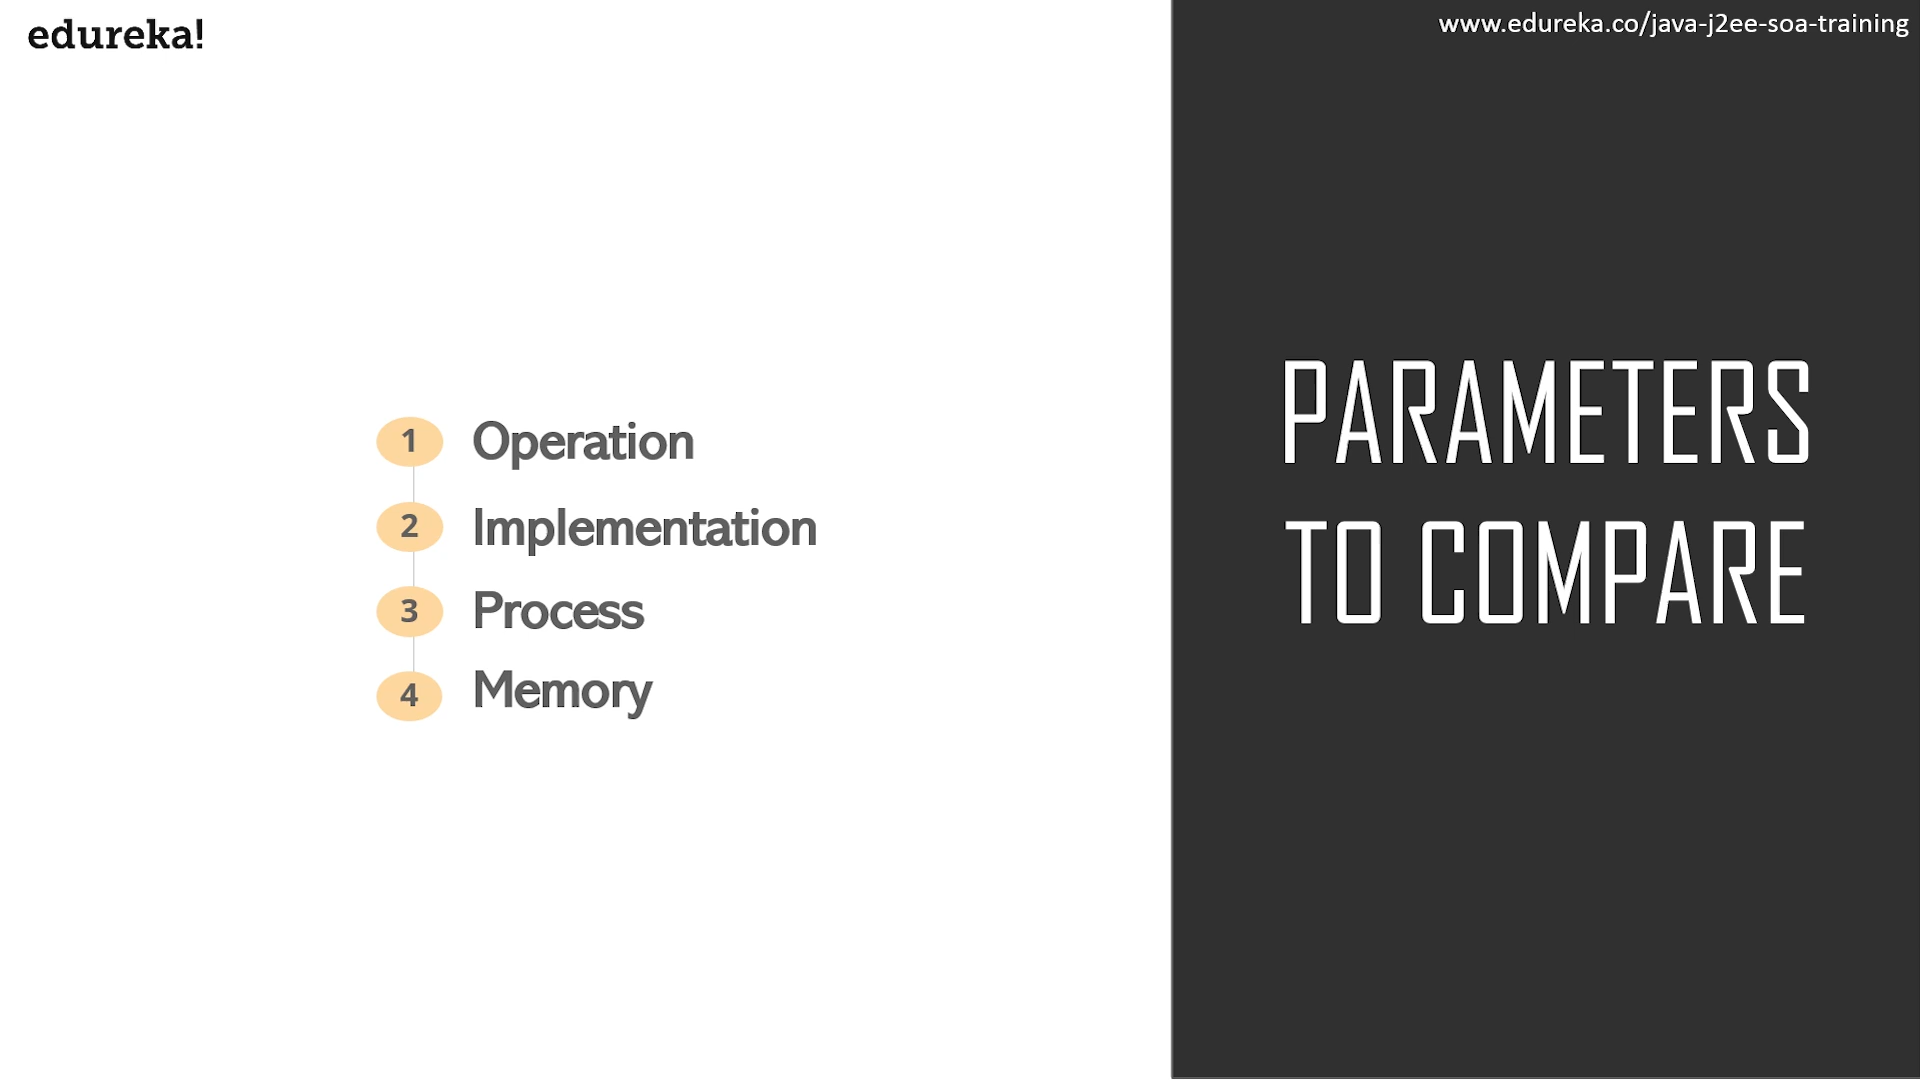 edureka!
www.edureka.co/java-j2ee-soa-training
1 Operation
2 Implementation
3 Process
4 Memory
PARAMETERS
TO COMPARE